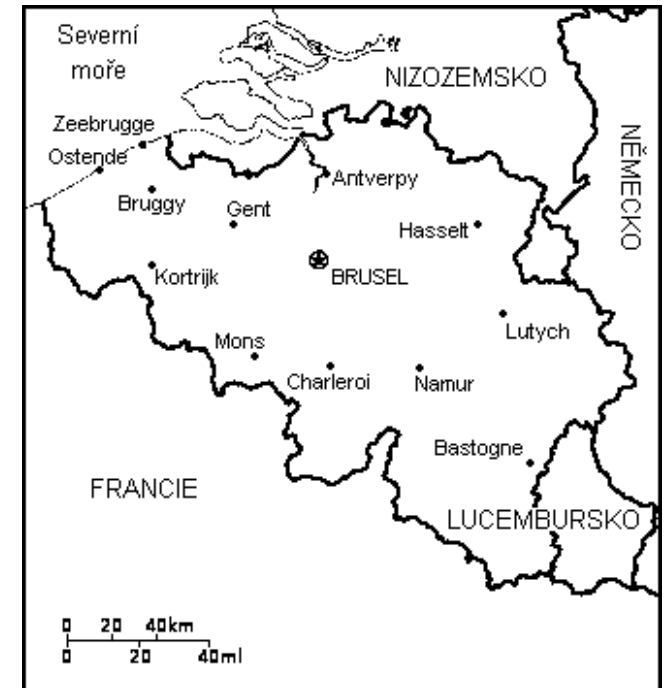 Severní
moře
NIZOZEMSKO
NĚMECKO
Zeebrugge
Ostende
Antverpy
Bruggy
Gent
Hasselt
Kortrijk
BRUSEL
Lutych
Mons
Charleroi
Namur
Bastogne
FRANCIE
LUCEMBURSKO
0 20 40km
0 20 40ml